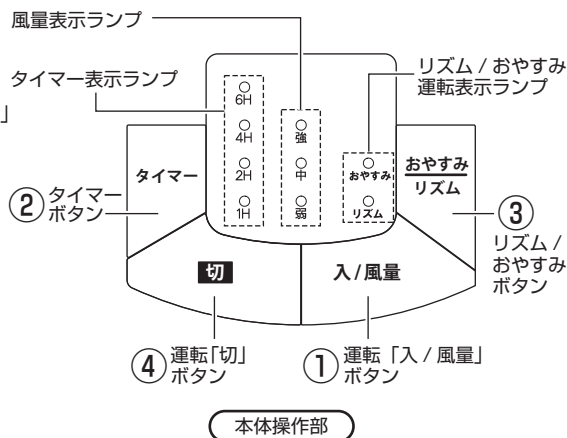 風量表示ランプ
タイマー表示ランプ
」
リズム / おやすみ
運転表示ランプ
6H
4H
2H
1H
強
中
弱
おやすみ
リズム
タイマー
おやすみ
リズム
② タイマー
ボタン
③
リズム /
おやすみ
ボタン
切
入/風量
④ 運転「切」
ボタン
① 運転「入 / 風量」
ボタン
本体操作部